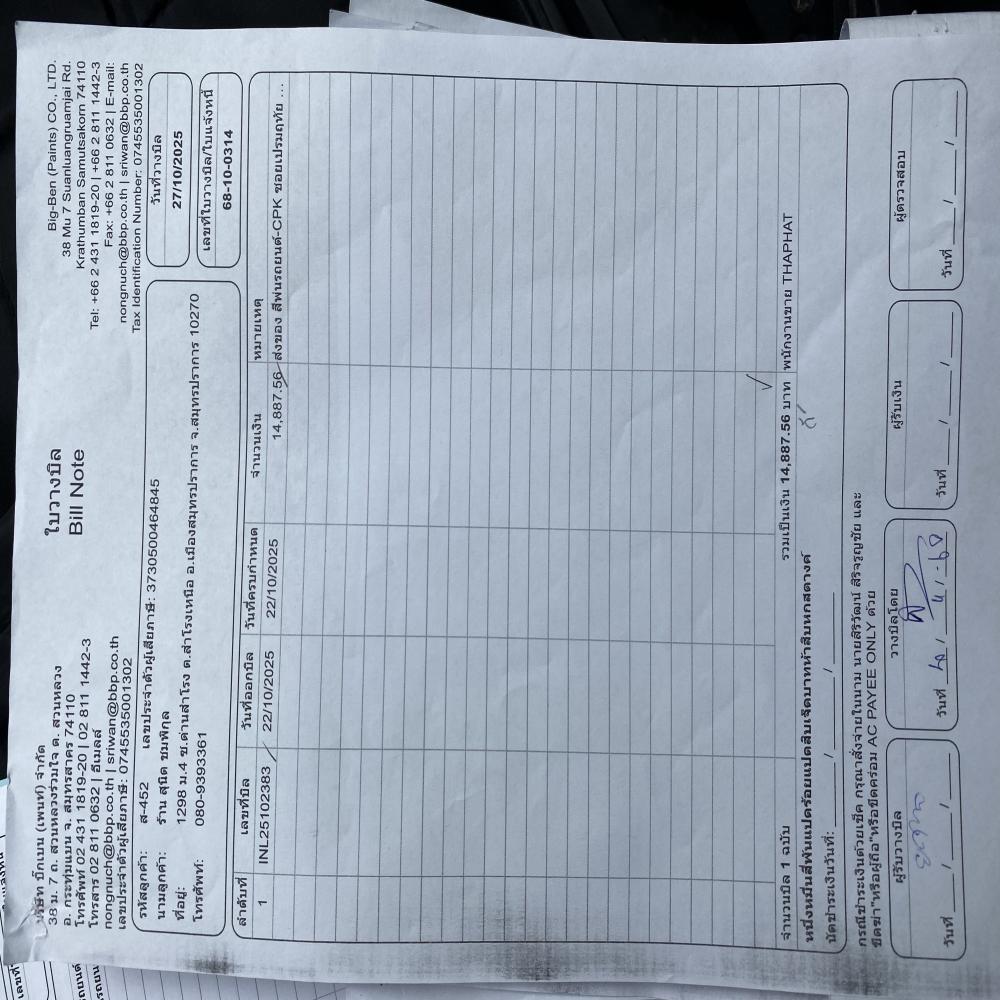 บริษัท บิ๊กเบน (เพนท์) จำกัด
38 ม. 7 ถ. สวนหลวงร่วมใจ ต. สวนหลวง
อ. กระทุ่มแบน จ. สมุทรสาคร 74110
โทรศัพท์ 02 431 1819-20 | 02 811 1442-3
โทรสาร 02 811 0632 | อีเมลล์
nongnuch@bbp.co.th | sriwan@bbp.co.th
เลขประจำตัวผู้เสียภาษี: 0745535001302
ใบวางบิล
Bill Note
Big-Ben (Paints) CO., LTD.
38 Mu 7 Suanluangruamjai Rd.
Krathumban Samutsakorn 74110
Tel: +66 2 431 1819-20 | +66 2 811 1442-3
Fax: +66 2 811 0632 | E-mail:
nongnuch@bbp.co.th | sriwan@bbp.co.th
Tax Identification Number: 0745535001302
รหัสลูกค้า: ส-452 เลขประจำตัวผู้เสียภาษี: 3730500464845
นามลูกค้า: ร้าน สุนิต ชมพิกุล
ที่อยู่: 1298 ม.4 ซ.ด่านสำโรง ต.สำโรงเหนือ อ.เมืองสมุทรปราการ จ.สมุทรปราการ 10270
โทรศัพท์: 080-9393361
วันที่วางบิล
27/10/2025
เลขที่ใบวางบิล/ใบแจ้งหนี้
68-10-0314
ลำดับที่ เลขที่บิล วันที่ออกบิล วันที่ครบกำหนด จำนวนเงิน หมายเหตุ
1 INL25102383 22/10/2025 22/10/2025 14,887.56 ส่งของ สีพ่นรถยนต์-CPK ซอยเปรมฤทัย ...
จำนวนบิล 1 ฉบับ รวมเป็นเงิน 14,887.56 บาท พนักงานขาย THAPHAT
หนึ่งหมื่นสี่พันแปดร้อยแปดสิบเจ็ดบาทห้าสิบหกสตางค์
นัดชำระเงินวันที่: / /
กรณีชำระเงินด้วยเช็ค กรุณาสั่งจ่ายในนาม นายสิริวัฒน์ สิริจรูญชัย และ
ขีดฆ่า"หรือผู้ถือ"หรือขีดคร่อม AC PAYEE ONLY ด้วย
ผู้รับวางบิล
วันที่ / /
วางบิลโดย
วันที่ / /
ผู้รับเงิน
วันที่ / /
ผู้ตรวจสอบ
วันที่ / /